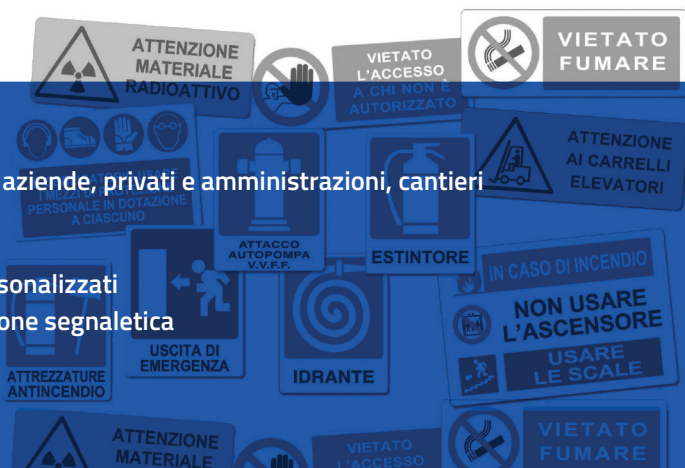 ATTENZIONE
MATERIALE
RADIOATTIVO
VIETATO
L'ACCESSO
A CHI NON È
AUTORIZZATO
VIETATO
FUMARE
aziende, privati e amministrazioni, cantieri
PERSONALE IN DOTAZIONE
A CIASCUNO
ATTACCO
AUTOPOMPA
V.V.F.F.
ESTINTORE
ATTENZIONE
AI CARRELLI
ELEVATORI
sonalizzati
one segnaletica
ATTREZZATURE
ANTINCENDIO
USCITA DI
EMERGENZA
IDRANTE
IN CASO DI INCENDIO
NON USARE
L'ASCENSORE
USARE
LE SCALE
ATTENZIONE
MATERIALE
VIETATO
L'ACCESSO
VIETATO
FUMARE